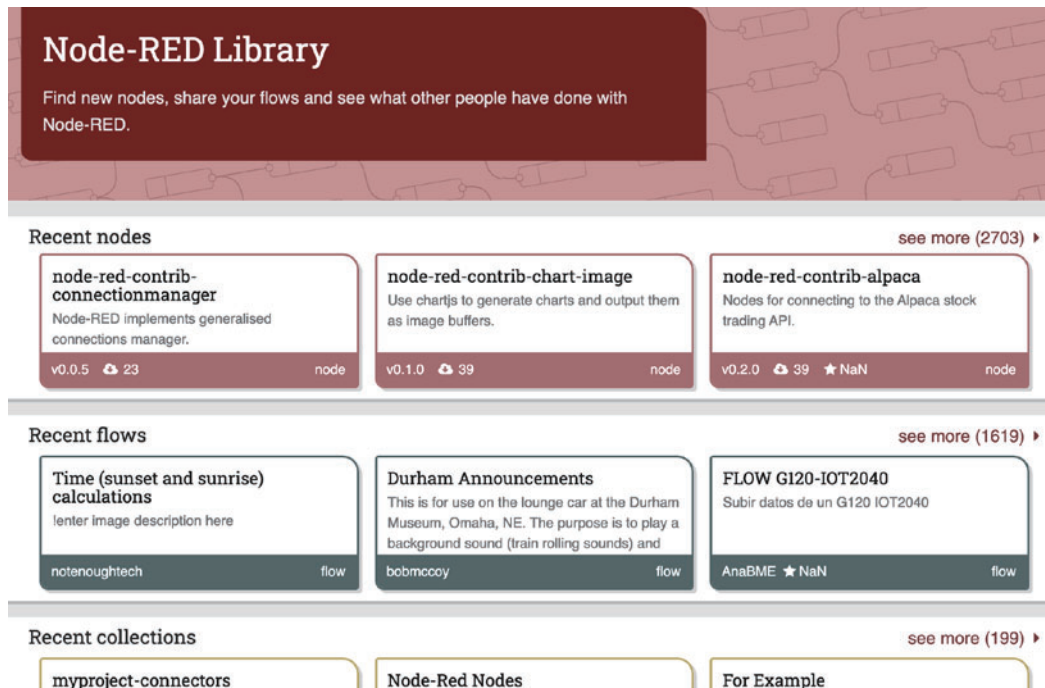 Node-RED Library
Find new nodes, share your flows and see what other people have done with
Node-RED.
Recent nodes
see more (2703)
node-red-contrib-
connectionmanager
Node-RED implements generalised
connections manager.
v0.0.5 23 node
node-red-contrib-chart-image
Use chartjs to generate charts and output them
as image buffers.
v0.1.0 39 node
node-red-contrib-alpaca
Nodes for connecting to the Alpaca stock
trading API.
v0.2.0 39 ★ NaN node
Recent flows
see more (1619)
Time (sunset and sunrise)
calculations
!enter image description here
notenoughtech flow
Durham Announcements
This is for use on the lounge car at the Durham
Museum, Omaha, NE. The purpose is to play a
background sound (train rolling sounds) and
bobmccoy flow
FLOW G120-IOT2040
Subir datos de un G120 IOT2040
AnaBME ★ NaN flow
Recent collections
see more (199)
myproject-connectors
Node-Red Nodes
For Example